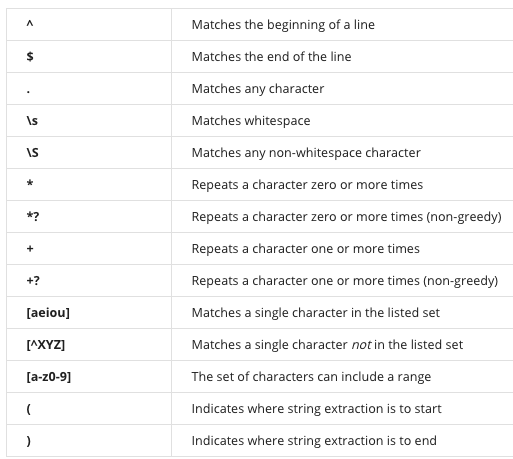 ^ Matches the beginning of a line
$ Matches the end of the line
. Matches any character
\s Matches whitespace
\S Matches any non-whitespace character
* Repeats a character zero or more times
*? Repeats a character zero or more times (non-greedy)
+ Repeats a character one or more times
+? Repeats a character one or more times (non-greedy)
[aeiou] Matches a single character in the listed set
[^XYZ] Matches a single character not in the listed set
[a-z0-9] The set of characters can include a range
( Indicates where string extraction is to start
) Indicates where string extraction is to end